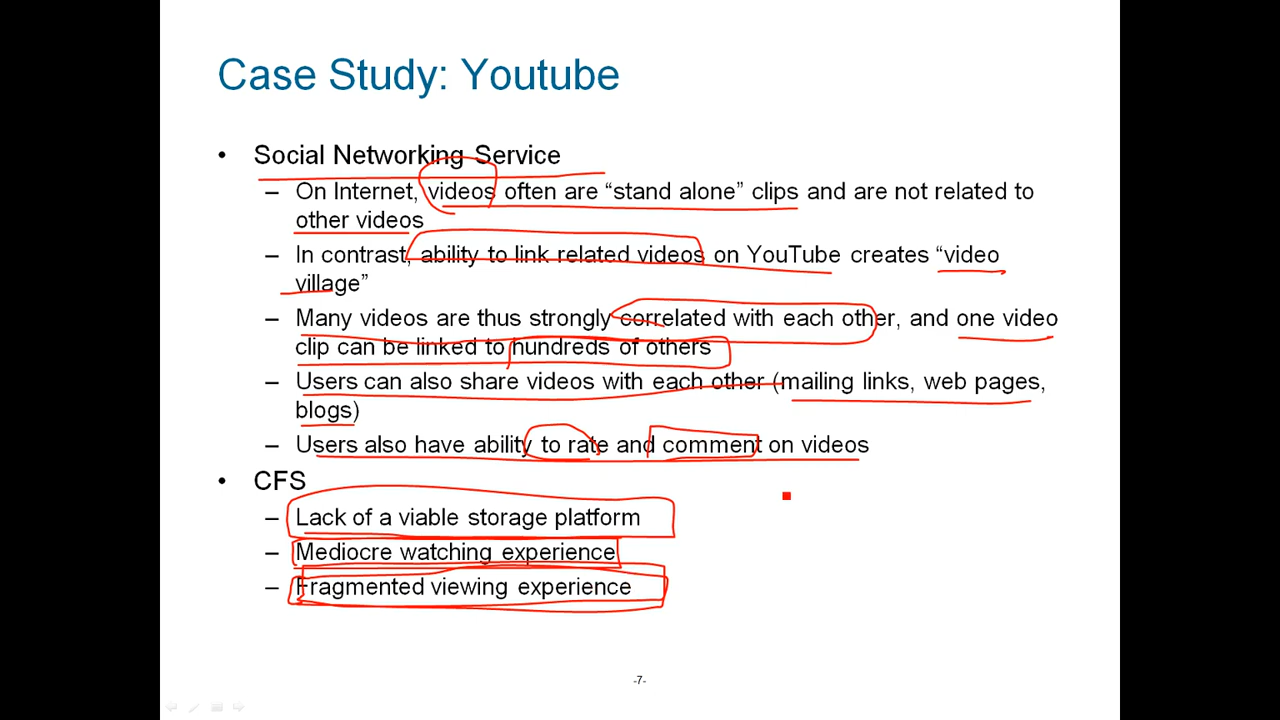 Case Study: Youtube
• Social Networking Service
– On Internet, videos often are “stand alone” clips and are not related to
other videos
– In contrast, ability to link related videos on YouTube creates “video
village”
– Many videos are thus strongly correlated with each other, and one video
clip can be linked to hundreds of others
– Users can also share videos with each other (mailing links, web pages,
blogs)
– Users also have ability to rate and comment on videos
• CFS
– Lack of a viable storage platform
– Mediocre watching experience
– Fragmented viewing experience
-7-